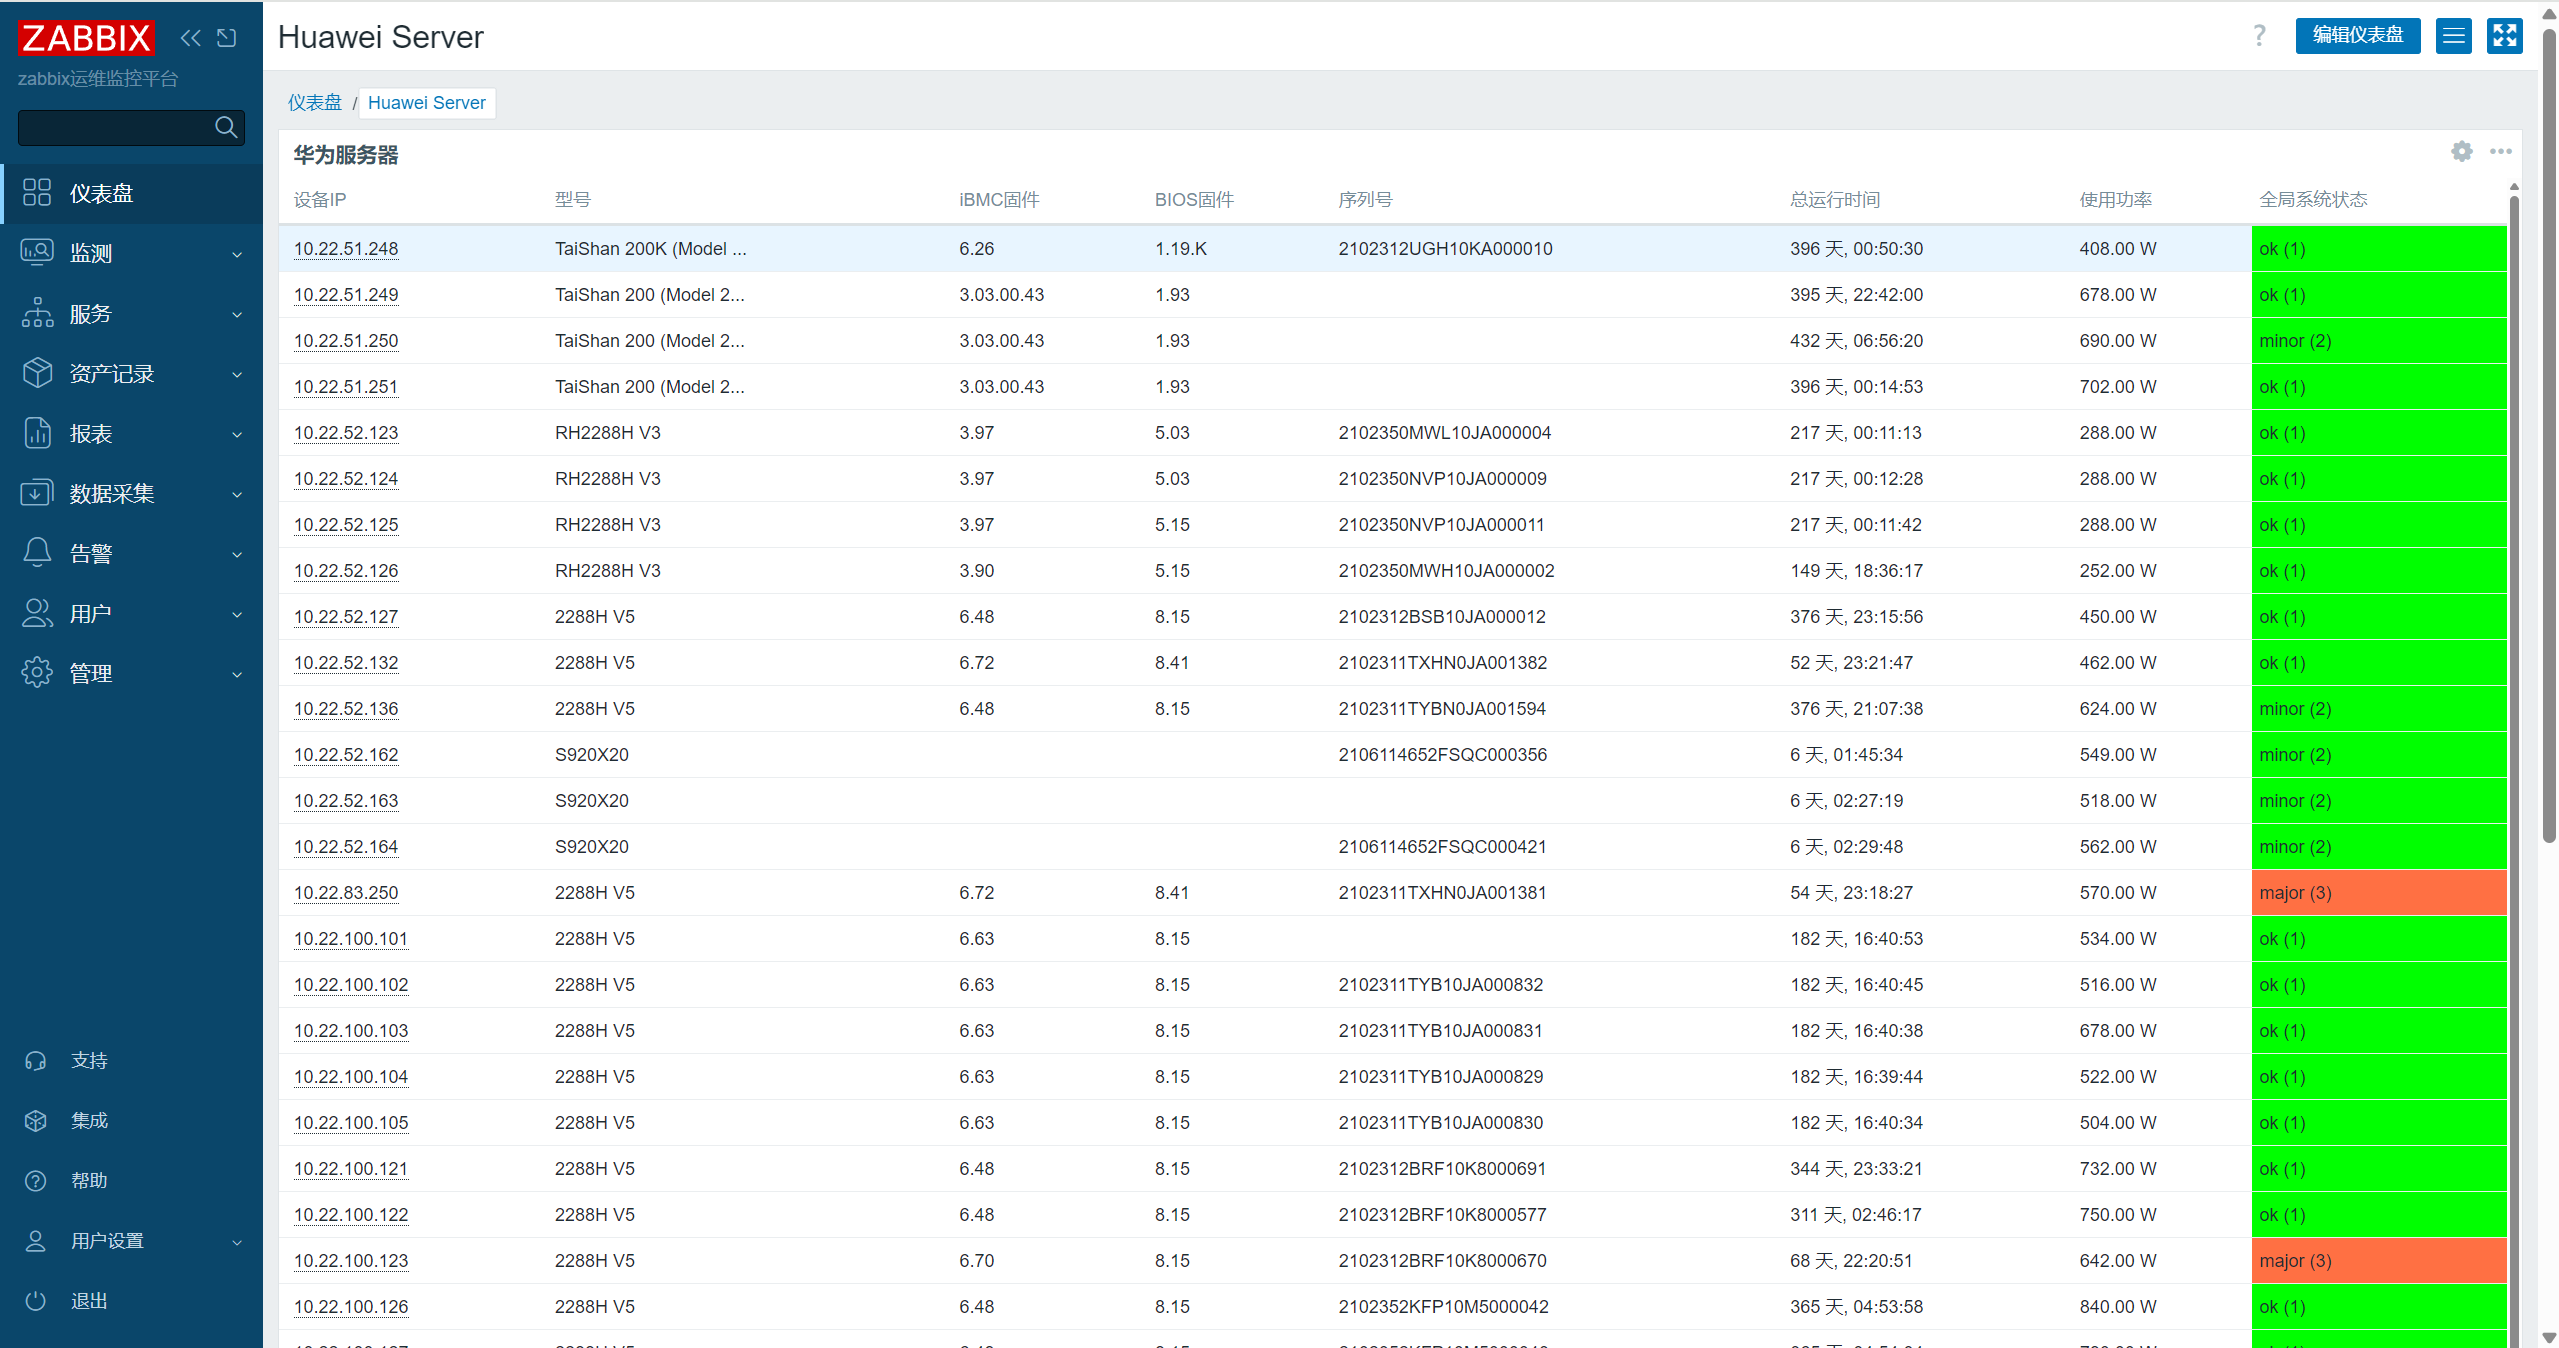 ZABBIX
zabbix运维监控平台
仪表盘
监测
服务
资产记录
报表
数据采集
告警
用户
管理
支持
集成
帮助
用户设置
退出
Huawei Server
?
编辑仪表盘
仪表盘 / Huawei Server
华为服务器
设备IP 型号 iBMC固件 BIOS固件 序列号 总运行时间 使用功率 全局系统状态
10.22.51.248 TaiShan 200K (Model ... 6.26 1.19.K 2102312UGH10KA000010 396 天, 00:50:30 408.00 W ok (1)
10.22.51.249 TaiShan 200 (Model 2... 3.03.00.43 1.93 395 天, 22:42:00 678.00 W ok (1)
10.22.51.250 TaiShan 200 (Model 2... 3.03.00.43 1.93 432 天, 06:56:20 690.00 W minor (2)
10.22.51.251 TaiShan 200 (Model 2... 3.03.00.43 1.93 396 天, 00:14:53 702.00 W ok (1)
10.22.52.123 RH2288H V3 3.97 5.03 2102350MWL10JA000004 217 天, 00:11:13 288.00 W ok (1)
10.22.52.124 RH2288H V3 3.97 5.03 2102350NVP10JA000009 217 天, 00:12:28 288.00 W ok (1)
10.22.52.125 RH2288H V3 3.97 5.15 2102350NVP10JA000011 217 天, 00:11:42 288.00 W ok (1)
10.22.52.126 RH2288H V3 3.90 5.15 2102350MWH10JA000002 149 天, 18:36:17 252.00 W ok (1)
10.22.52.127 2288H V5 6.48 8.15 2102312BSB10JA000012 376 天, 23:15:56 450.00 W ok (1)
10.22.52.132 2288H V5 6.72 8.41 2102311TXHN0JA001382 52 天, 23:21:47 462.00 W ok (1)
10.22.52.136 2288H V5 6.48 8.15 2102311TYBN0JA001594 376 天, 21:07:38 624.00 W minor (2)
10.22.52.162 S920X20 2106114652FSQC000356 6 天, 01:45:34 549.00 W minor (2)
10.22.52.163 S920X20 6 天, 02:27:19 518.00 W minor (2)
10.22.52.164 S920X20 2106114652FSQC000421 6 天, 02:29:48 562.00 W minor (2)
10.22.83.250 2288H V5 6.72 8.41 2102311TXHN0JA001381 54 天, 23:18:27 570.00 W major (3)
10.22.100.101 2288H V5 6.63 8.15 182 天, 16:40:53 534.00 W ok (1)
10.22.100.102 2288H V5 6.63 8.15 2102311TYB10JA000832 182 天, 16:40:45 516.00 W ok (1)
10.22.100.103 2288H V5 6.63 8.15 2102311TYB10JA000831 182 天, 16:40:38 678.00 W ok (1)
10.22.100.104 2288H V5 6.63 8.15 2102311TYB10JA000829 182 天, 16:39:44 522.00 W ok (1)
10.22.100.105 2288H V5 6.63 8.15 2102311TYB10JA000830 182 天, 16:40:34 504.00 W ok (1)
10.22.100.121 2288H V5 6.48 8.15 2102312BRF10K8000691 344 天, 23:33:21 732.00 W ok (1)
10.22.100.122 2288H V5 6.48 8.15 2102312BRF10K8000577 311 天, 02:46:17 750.00 W ok (1)
10.22.100.123 2288H V5 6.70 8.15 2102312BRF10K8000670 68 天, 22:20:51 642.00 W major (3)
10.22.100.126 2288H V5 6.48 8.15 2102352KFP10M5000042 365 天, 04:53:58 840.00 W ok (1)